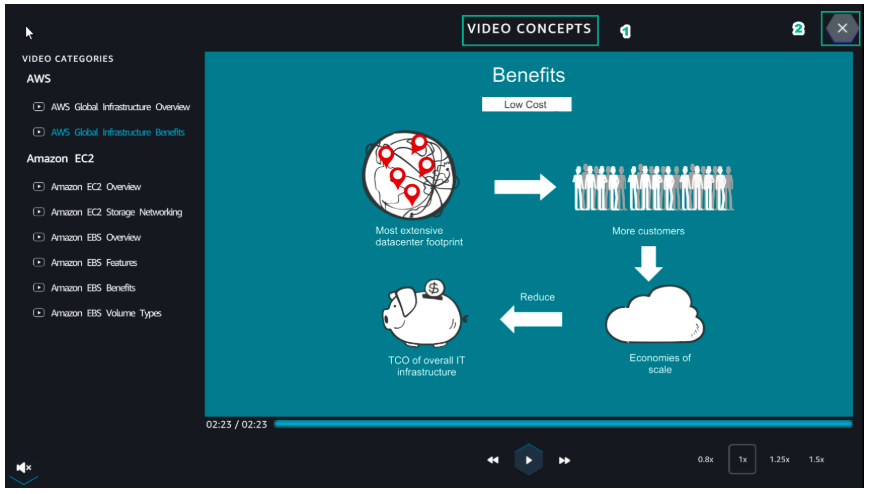 VIDEO CONCEPTS
1
2
VIDEO CATEGORIES
AWS
AWS Global Infrastructure Overview
AWS Global Infrastructure Benefits
Amazon EC2
Amazon EC2 Overview
Amazon EC2 Storage Networking
Amazon EBS Overview
Amazon EBS Features
Amazon EBS Benefits
Amazon EBS Volume Types
Benefits
Low Cost
Most extensive
datacenter footprint
More customers
Reduce
TCO of overall IT
infrastructure
Economies of
scale
02:23 / 02:23
0.8x
1x
1.25x
1.5x